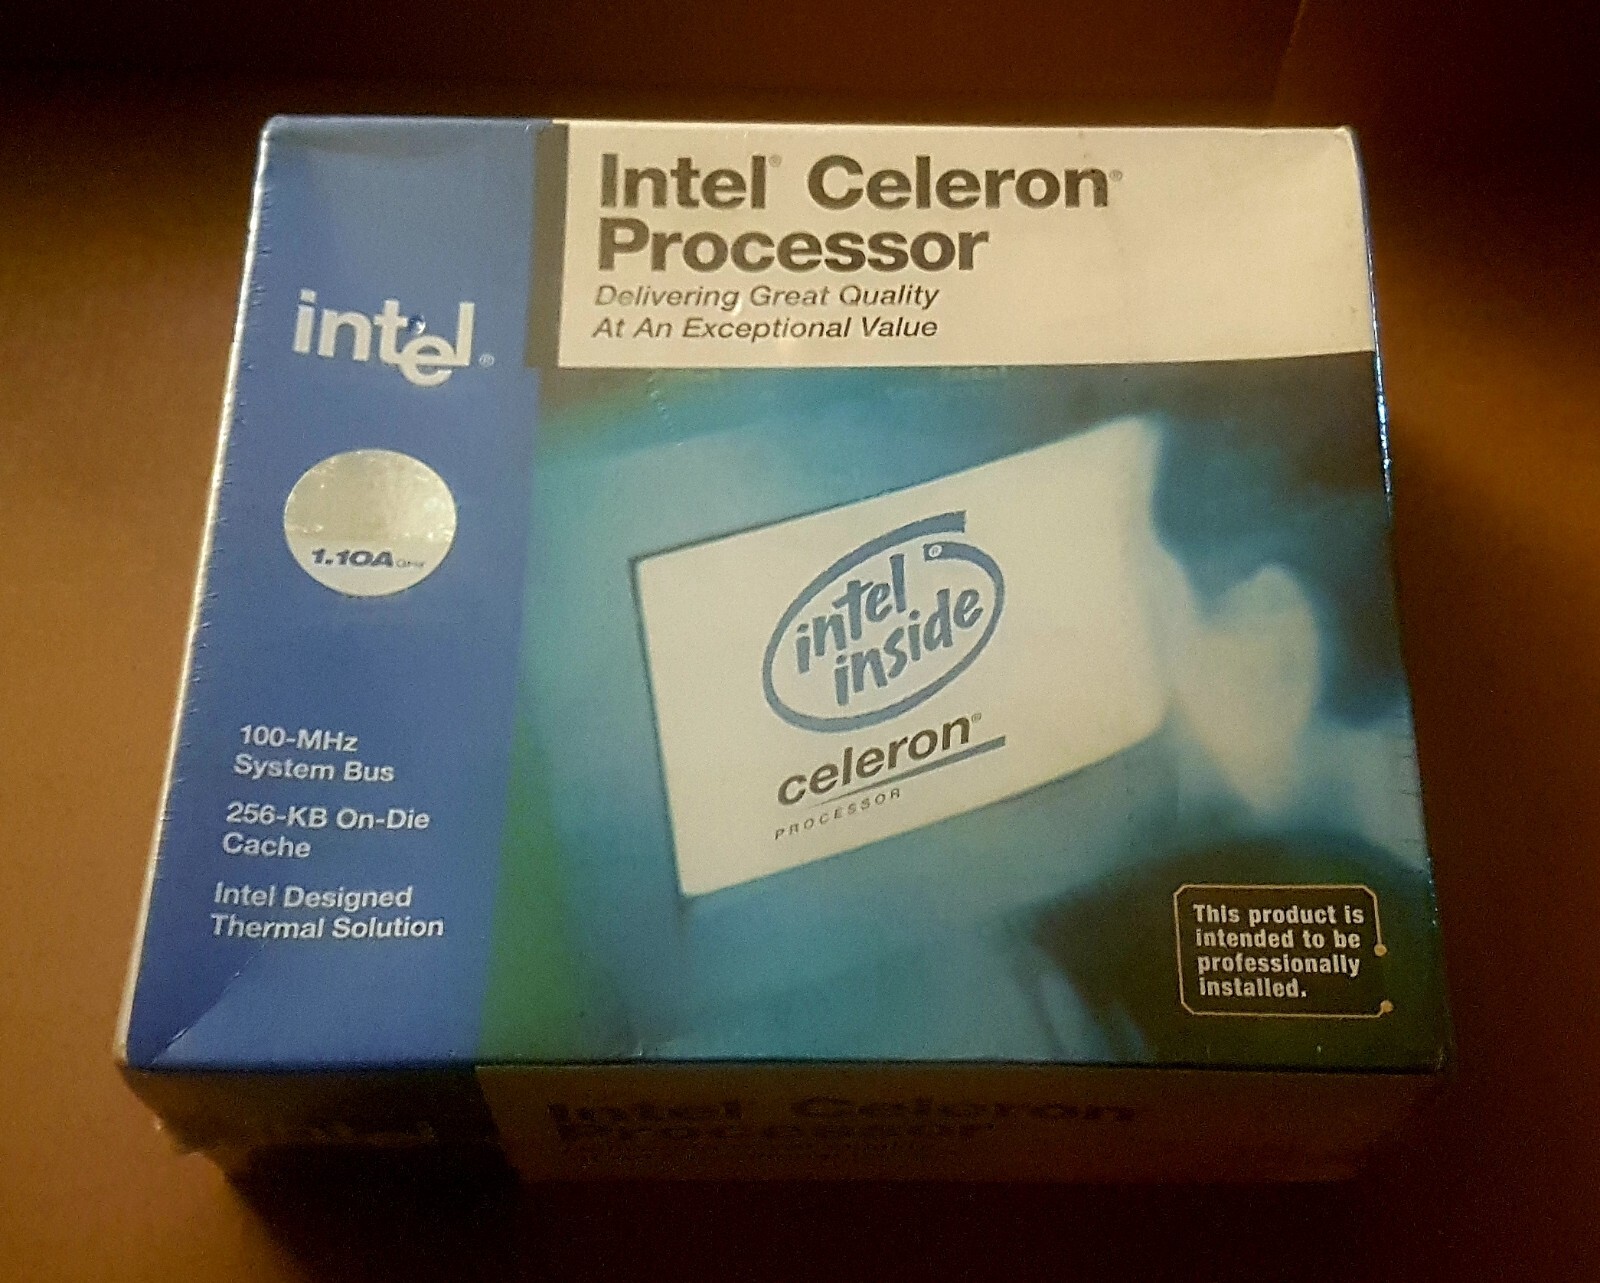 Intel® Celeron®
Processor
Delivering Great Quality
At An Exceptional Value
intel®
1.10A GHz
100-MHz
System Bus
256-KB On-Die
Cache
Intel Designed
Thermal Solution
intel®
inside
celeron®
PROCESSOR
This product is
intended to be
professionally
installed.
Intel Celeron
Processor